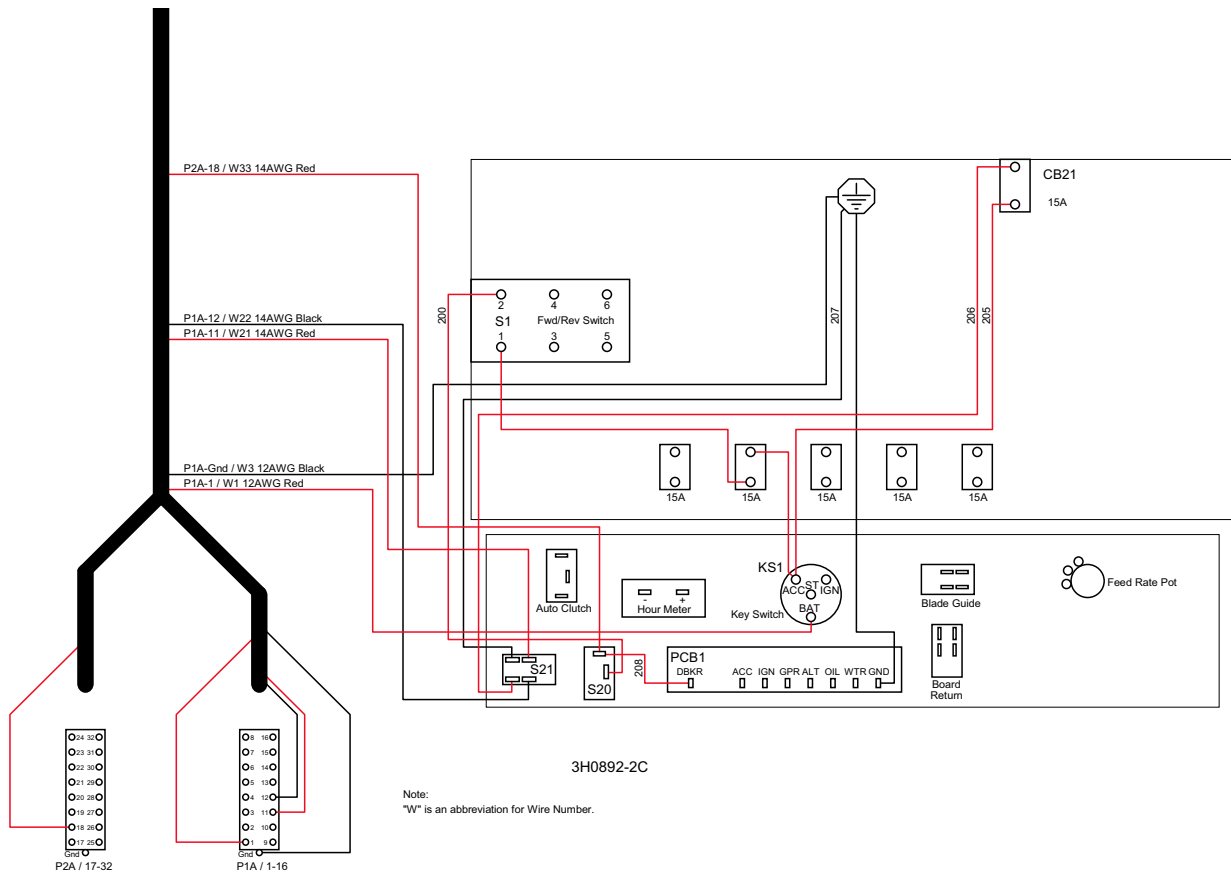 P2A-18 / W33 14AWG Red
CB21
15A
2 4 6
S1 Fwd/Rev Switch
1 3 5
200
207
206
205
P1A-12 / W22 14AWG Black
P1A-11 / W21 14AWG Red
P1A-Gnd / W3 12AWG Black
P1A-1 / W1 12AWG Red
15A 15A 15A 15A 15A
Auto Clutch
- +
Hour Meter
KS1
ACC ST IGN
BAT
Key Switch
Blade Guide
Feed Rate Pot
S21
S20
208
PCB1
DBKR ACC IGN GPR ALT OIL WTR GND
Board
Return
24 32
23 31
22 30
21 29
20 28
19 27
18 26
17 25
Gnd
P2A / 17-32
8 16
7 15
6 14
5 13
4 12
3 11
2 10
1 9
Gnd
P1A / 1-16
3H0892-2C
Note:
"W" is an abbreviation for Wire Number.